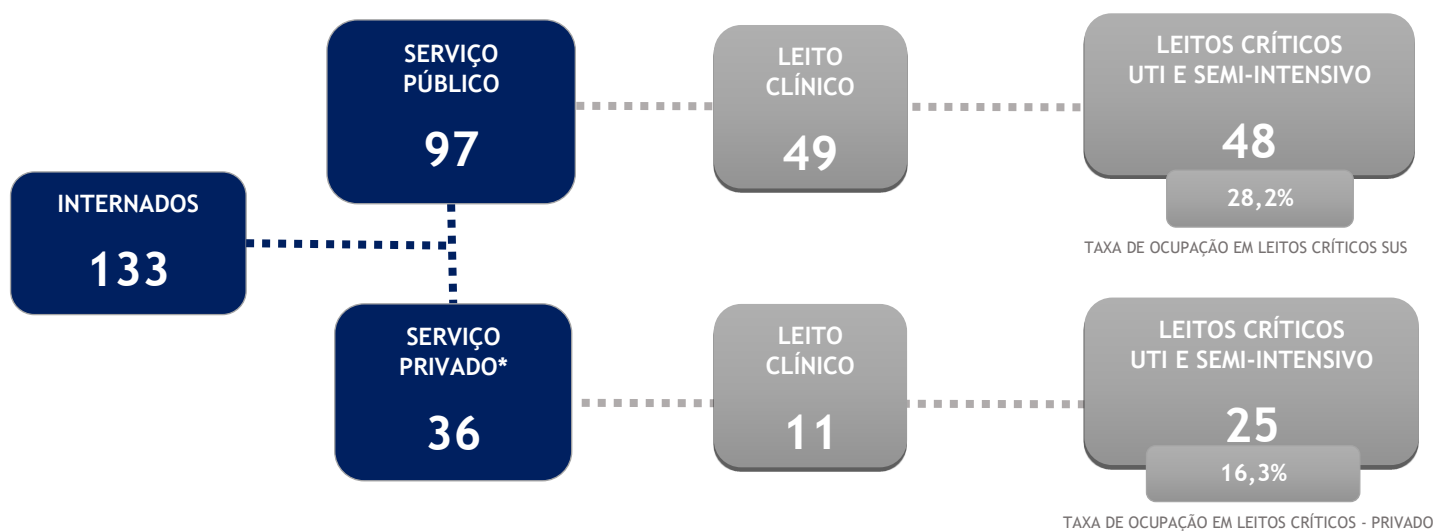 INTERNADOS
133
SERVIÇO
PÚBLICO
97
LEITO
CLÍNICO
49
LEITOS CRÍTICOS
UTI E SEMI-INTENSIVO
48
28,2%
TAXA DE OCUPAÇÃO EM LEITOS CRÍTICOS SUS
SERVIÇO
PRIVADO*
36
LEITO
CLÍNICO
11
LEITOS CRÍTICOS
UTI E SEMI-INTENSIVO
25
16,3%
TAXA DE OCUPAÇÃO EM LEITOS CRÍTICOS - PRIVADO